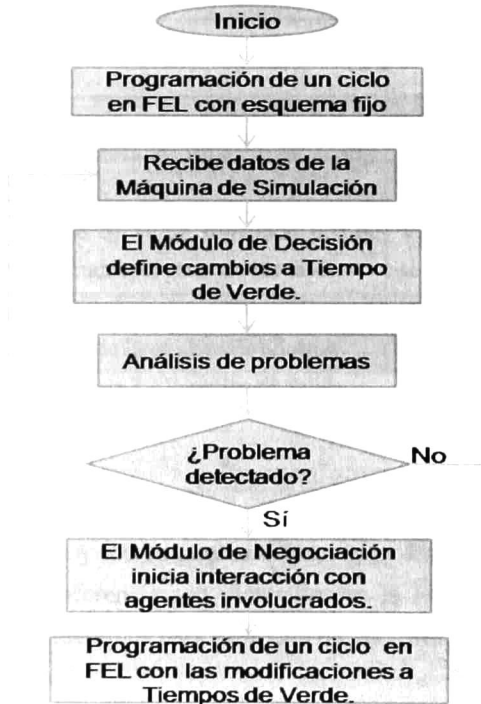 Inicio
Programación de un ciclo
en FEL con esquema fijo
Recibe datos de la
Máquina de Simulación
El Módulo de Decisión
define cambios a Tiempo
de Verde.
Análisis de problemas
¿Problema
detectado?
No
Sí
El Módulo de Negociación
inicia interacción con
agentes involucrados.
Programación de un ciclo en
FEL con las modificaciones a
Tiempos de Verde.